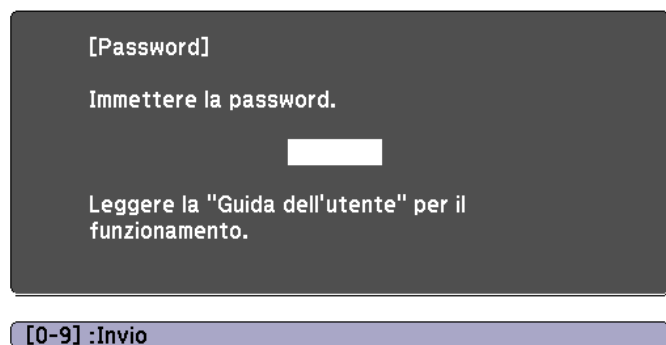 [Password]
Immettere la password.
Leggere la "Guida dell'utente" per il
funzionamento.
[0-9] :Invio